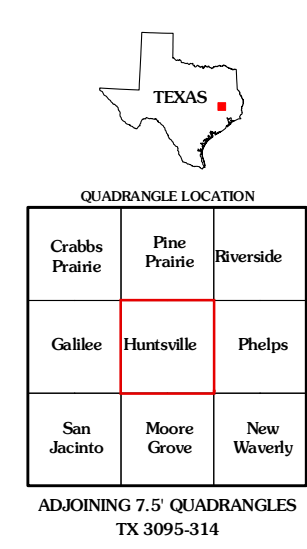 TEXAS
QUADRANGLE LOCATION
Crabbs
Prairie
Pine
Prairie
Riverside
Galilee
Huntsville
Phelps
San
Jacinto
Moore
Grove
New
Waverly
ADJOINING 7.5' QUADRANGLES
TX 3095-314